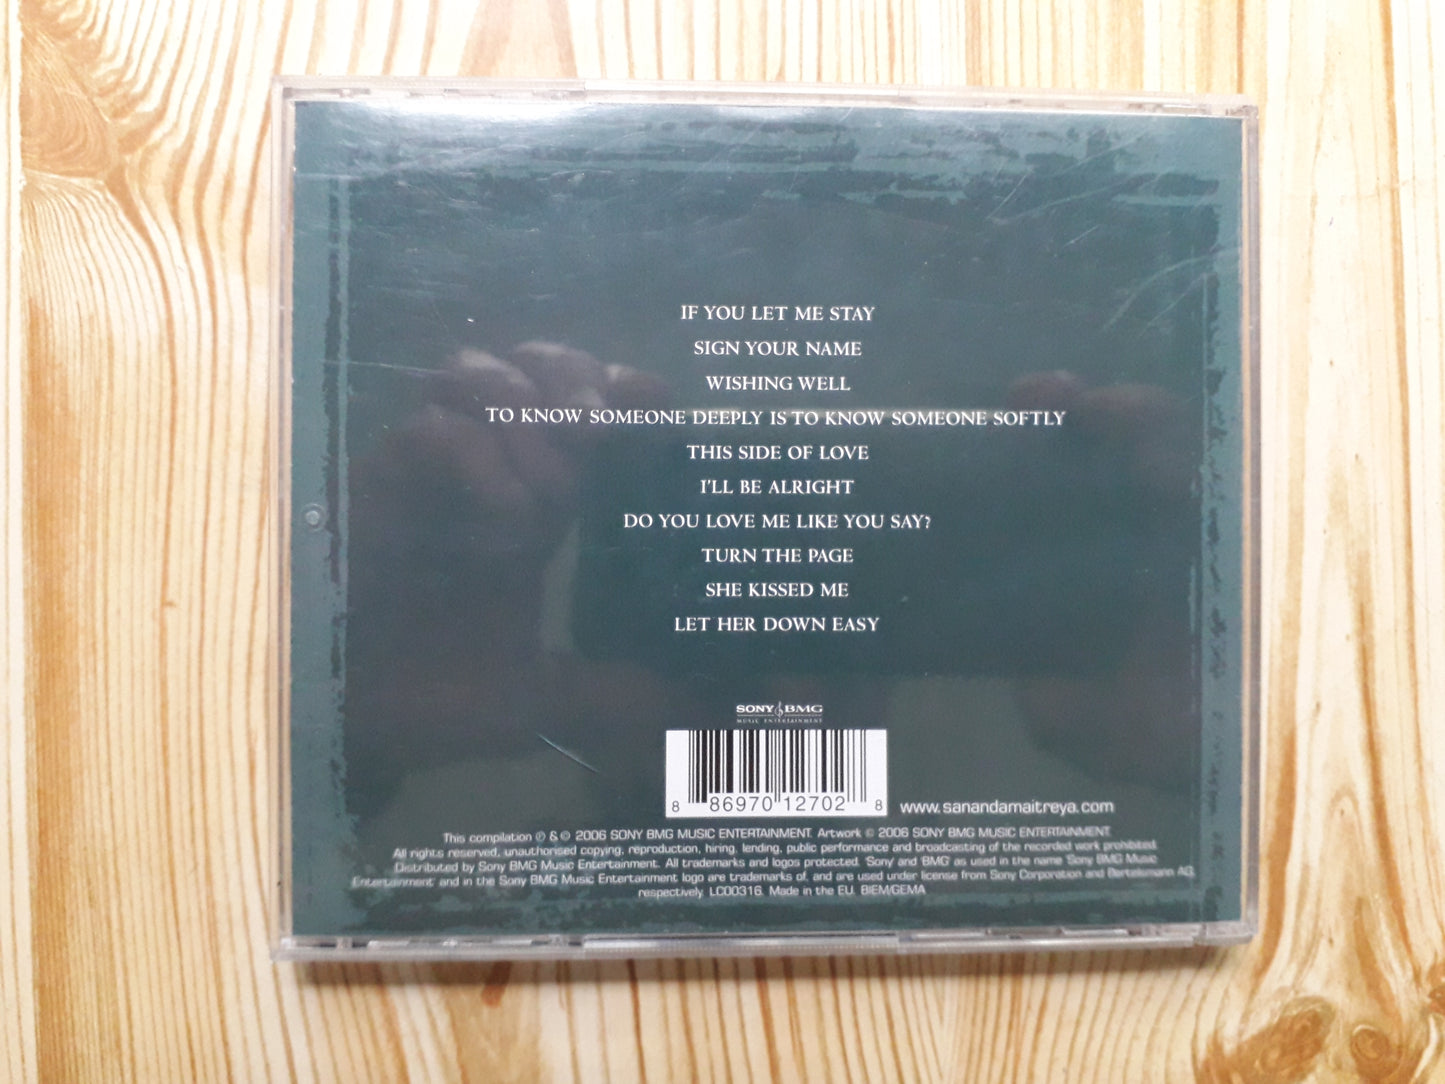 IF YOU LET ME STAY
SIGN YOUR NAME
WISHING WELL
TO KNOW SOMEONE DEEPLY IS TO KNOW SOMEONE SOFTLY
THIS SIDE OF LOVE
I'LL BE ALRIGHT
DO YOU LOVE ME LIKE YOU SAY?
TURN THE PAGE
SHE KISSED ME
LET HER DOWN EASY
SONY BMG
MUSIC ENTERTAINMENT
8 86970 12702 8
www.sanandamaitreya.com
This compilation ℗ & © 2006 SONY BMG MUSIC ENTERTAINMENT. Artwork © 2006 SONY BMG MUSIC ENTERTAINMENT.
All rights reserved, unauthorised copying, reproduction, hiring, lending, public performance and broadcasting of the recorded work prohibited.
Distributed by Sony BMG Music Entertainment. All trademarks and logos protected. 'Sony' and 'BMG' as used in the name 'Sony BMG Music
Entertainment' and in the Sony BMG Music Entertainment logo are trademarks of, and are used under license from Sony Corporation and Bertelsmann AG,
respectively. LC00316. Made in the EU. BIEM/GEMA